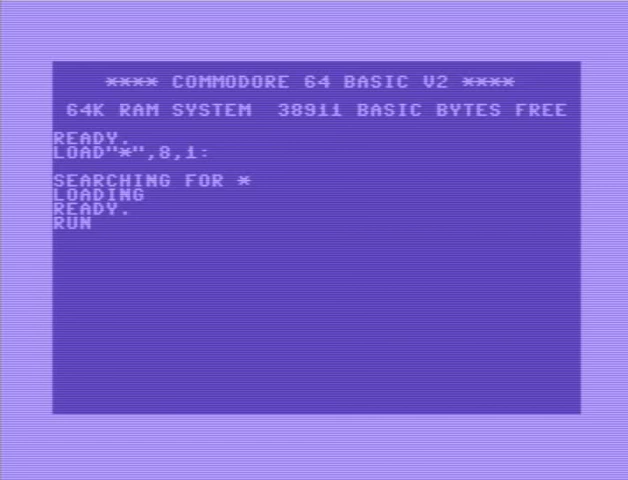 **** COMMODORE 64 BASIC V2 ****
64K RAM SYSTEM 38911 BASIC BYTES FREE
READY.
LOAD"*",8,1:
SEARCHING FOR *
LOADING
READY.
RUN